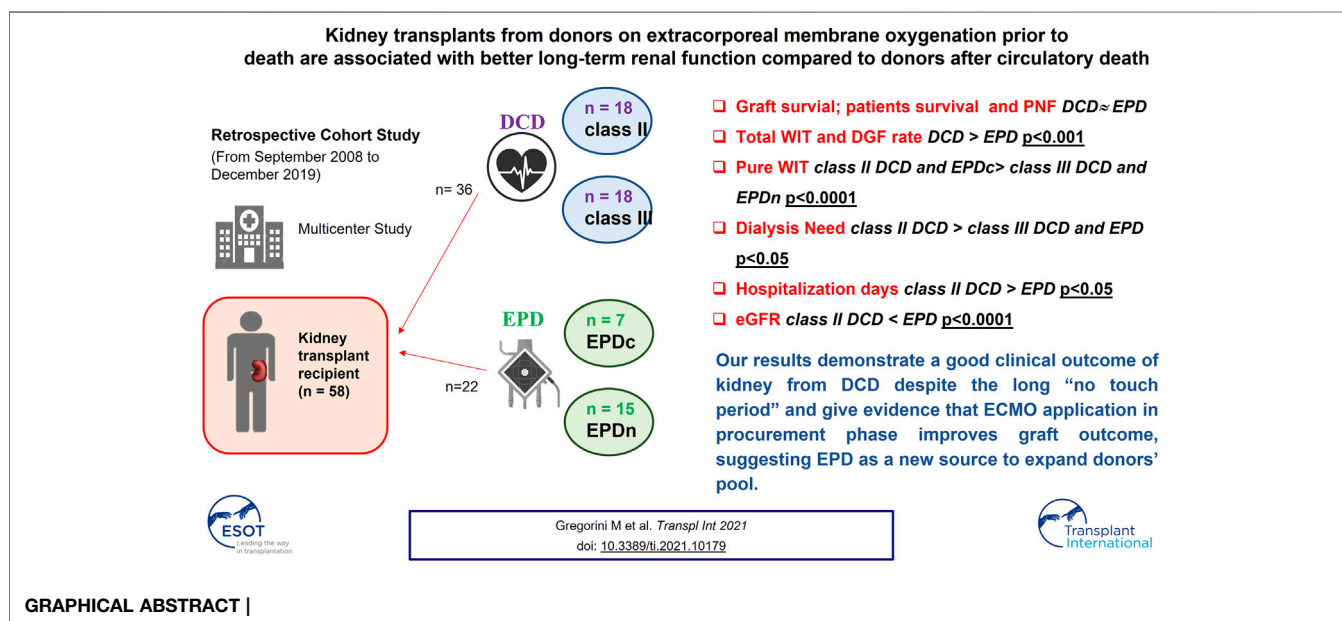 Kidney transplants from donors on extracorporeal membrane oxygenation prior to
death are associated with better long-term renal function compared to donors after circulatory death
Retrospective Cohort Study
(From September 2008 to
December 2019)
Multicenter Study
Kidney
transplant
recipient
(n = 58)
n= 36
n=22
DCD
n = 18
class II
n = 18
class III
EPD
n = 7
EPDc
n = 15
EPDn
❑ Graft survial; patients survival and PNF DCD≈ EPD
❑ Total WIT and DGF rate DCD > EPD p<0.001
❑ Pure WIT class II DCD and EPDc> class III DCD and
EPDn p<0.0001
❑ Dialysis Need class II DCD > class III DCD and EPD
p<0.05
❑ Hospitalization days class II DCD > EPD p<0.05
❑ eGFR class II DCD < EPD p<0.0001
Our results demonstrate a good clinical outcome of
kidney from DCD despite the long “no touch
period” and give evidence that ECMO application in
procurement phase improves graft outcome,
suggesting EPD as a new source to expand donors’
pool.
ESOT
Leading the way
in transplantation
Gregorini M et al. Transpl Int 2021
doi: 10.3389/ti.2021.10179
Transplant
International
GRAPHICAL ABSTRACT |